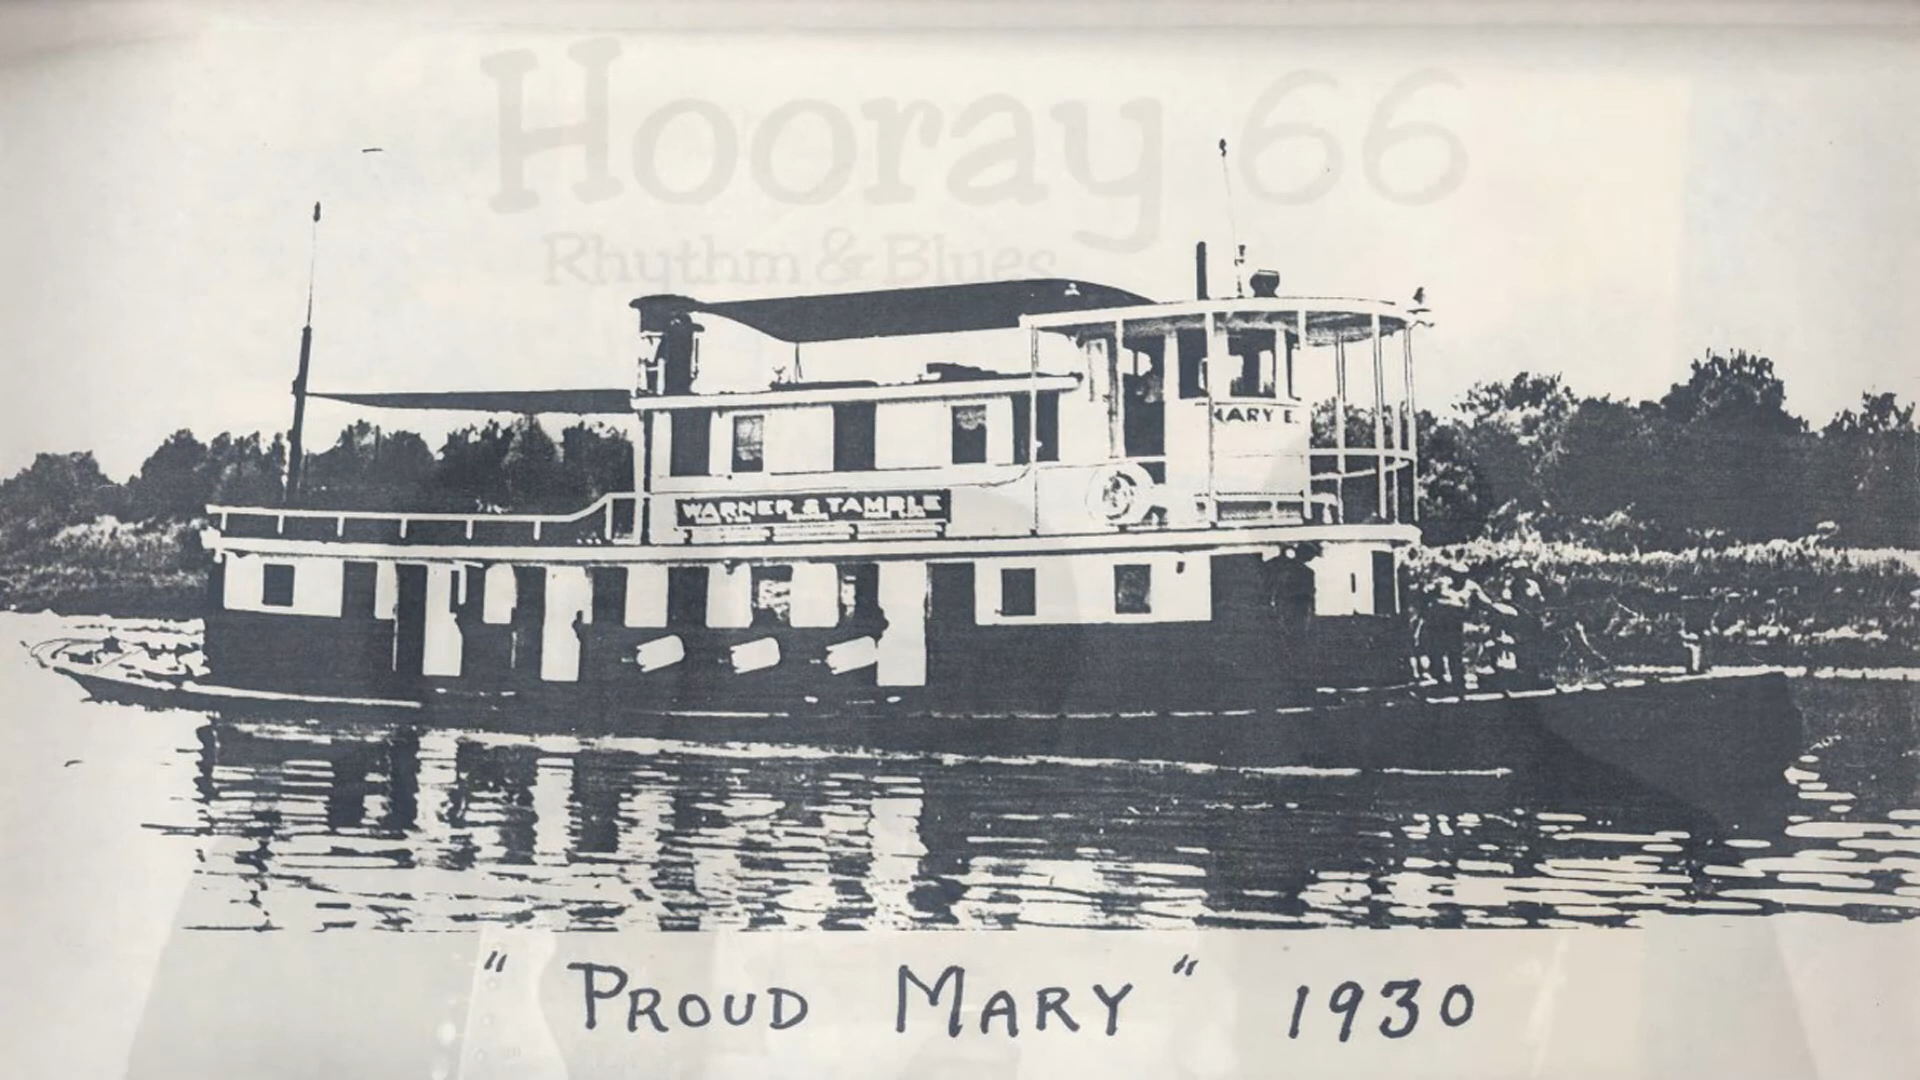 Hooray 66
Rhythm & Blues
MARY E.
WARNER & TAMBLE
"PROUD MARY" 1930